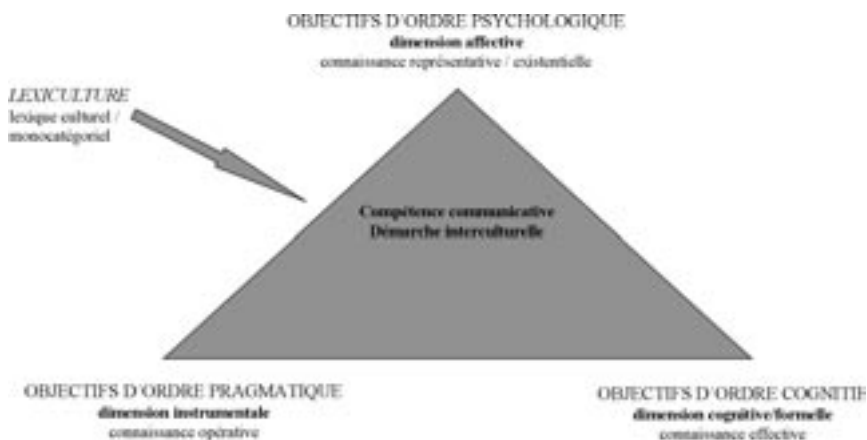 OBJECTIFS D'ORDRE PSYCHOLOGIQUE
dimension affective
connaissance représentative / existentielle
LEXICULTURE
lexique culturel /
monocatégoriel
Compétence communicative
Démarche interculturelle
OBJECTIFS D'ORDRE PRAGMATIQUE
dimension instrumentale
connaissance opérative
OBJECTIFS D'ORDRE COGNITIF
dimension cognitive/formelle
connaissance effective